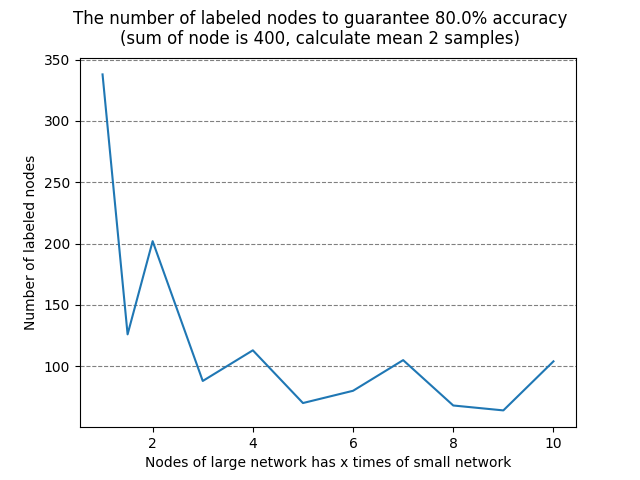 The number of labeled nodes to guarantee 80.0% accuracy
(sum of node is 400, calculate mean 2 samples)
350
300
250
200
150
100
Number of labeled nodes
2 4 6 8 10
Nodes of large network has x times of small network